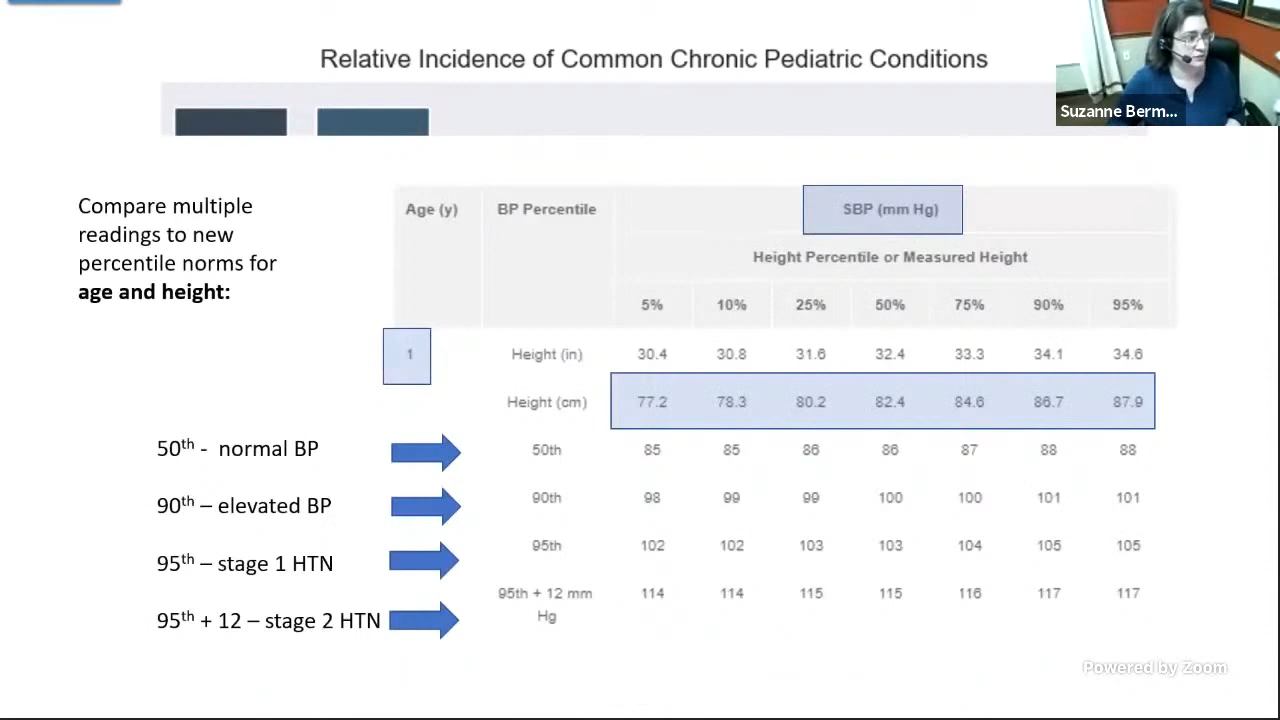 Relative Incidence of Common Chronic Pediatric Conditions
Suzanne Berm...
Compare multiple
readings to new
percentile norms for
age and height:
Age (y) BP Percentile SBP (mm Hg)
Height Percentile or Measured Height
5% 10% 25% 50% 75% 90% 95%
1 Height (in) 30.4 30.8 31.6 32.4 33.3 34.1 34.6
Height (cm) 77.2 78.3 80.2 82.4 84.6 86.7 87.9
50th - normal BP 50th 85 85 86 86 87 88 88
90th – elevated BP 90th 98 99 99 100 100 101 101
95th – stage 1 HTN 95th 102 102 103 103 104 105 105
95th + 12 – stage 2 HTN 95th + 12 mm Hg 114 114 115 115 116 117 117
Powered by Zoom